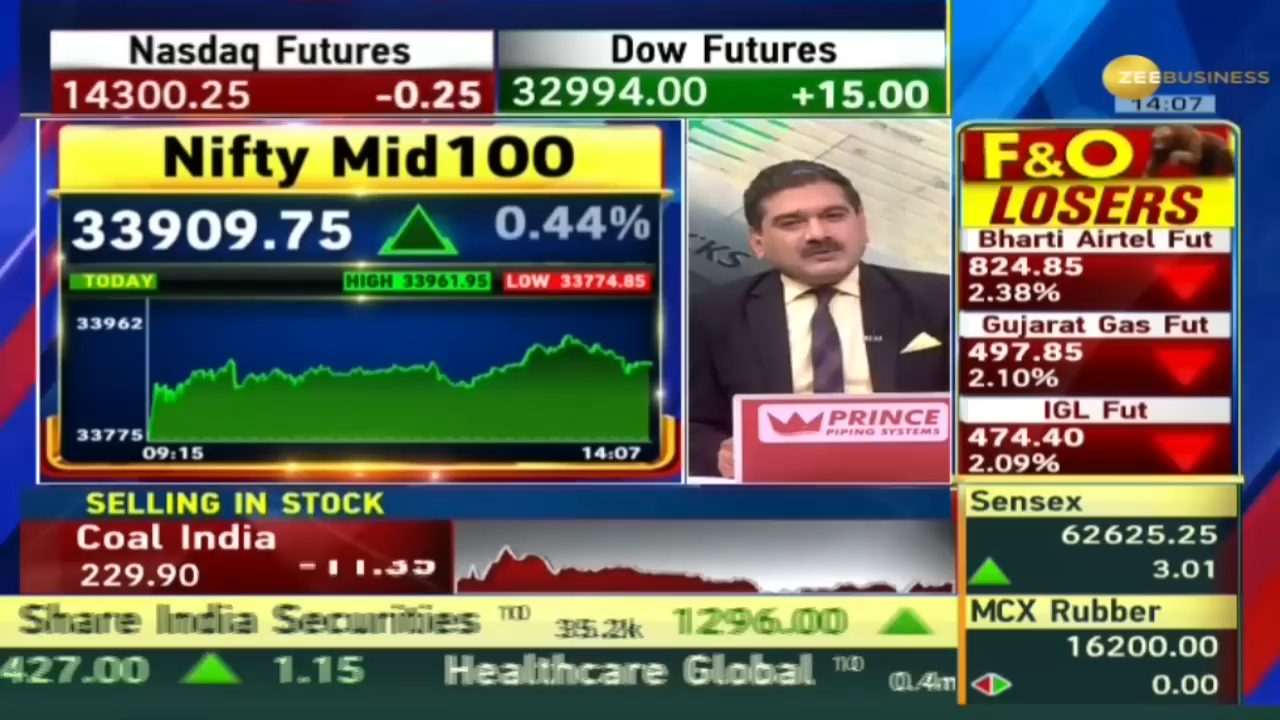 Nasdaq Futures
14300.25 -0.25
Dow Futures
32994.00 +15.00
ZEEBUSINESS
14:07
Nifty Mid100
33909.75 0.44%
TODAY HIGH 33961.95 LOW 33774.85
33962
33775
09:15 14:07
PRINCE
PIPING SYSTEMS
F&O
LOSERS
Bharti Airtel Fut
824.85
2.38%
Gujarat Gas Fut
497.85
2.10%
IGL Fut
474.40
2.09%
SELLING IN STOCK
Coal India
229.90
Sensex
62625.25
3.01
MCX Rubber
16200.00
0.00
Share India Securities 35.2k 1296.00
427.00 1.15 Healthcare Global 0.4m